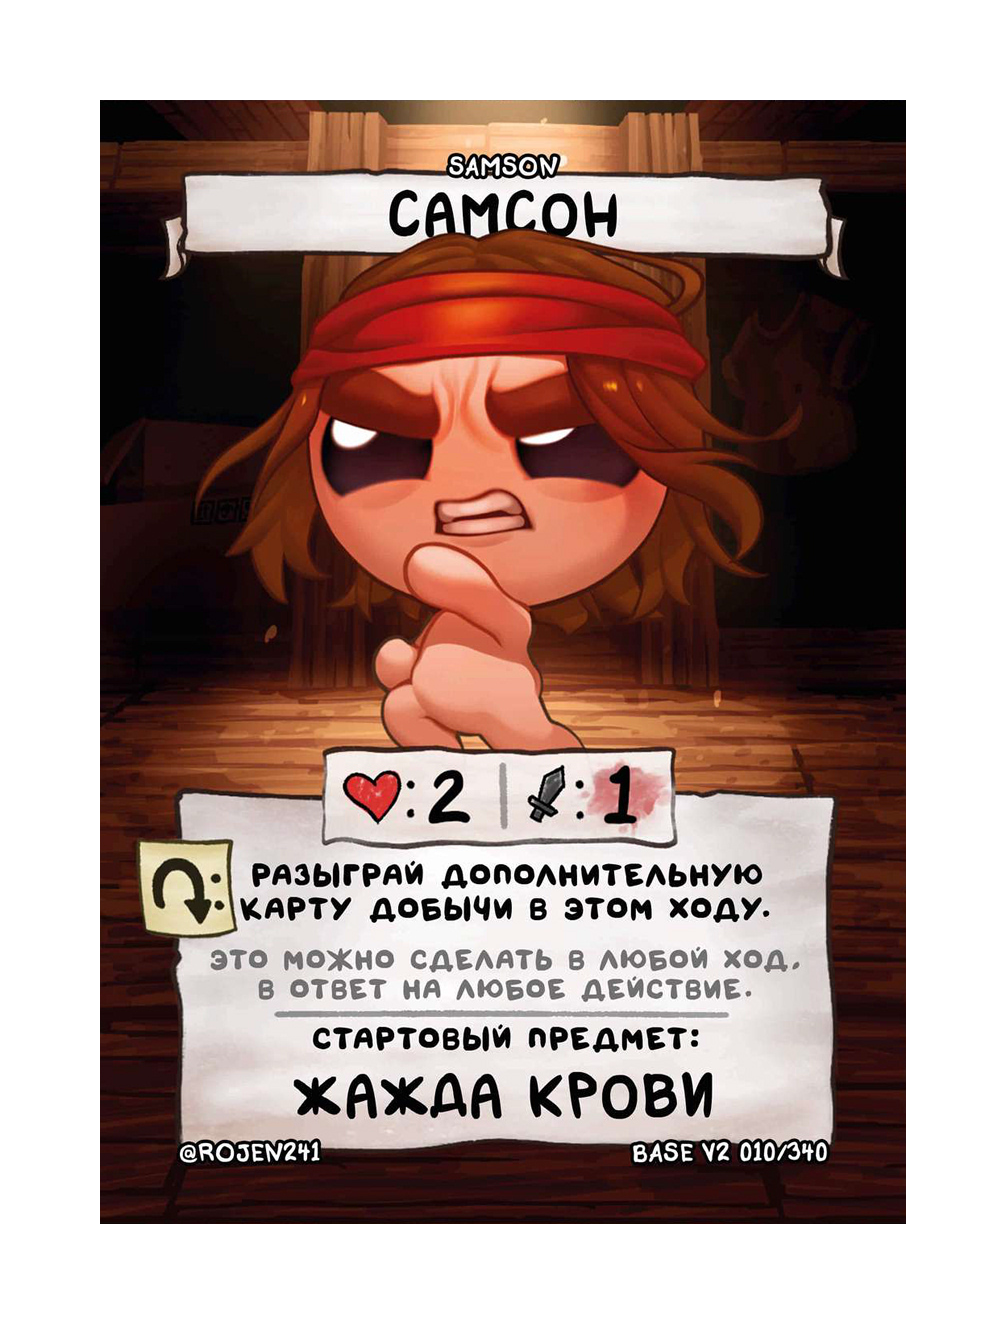 SAMSON
САМСОН
:2 | :1
РАЗЫГРАЙ ДОПОЛНИТЕЛЬНУЮ
КАРТУ ДОБЫЧИ В ЭТОМ ХОДУ.
ЭТО МОЖНО СДЕЛАТЬ В ЛЮБОЙ ХОД,
В ОТВЕТ НА ЛЮБОЕ ДЕЙСТВИЕ.
СТАРТОВЫЙ ПРЕДМЕТ:
ЖАЖДА КРОВИ
@ROJEN241
BASE V2 010/340